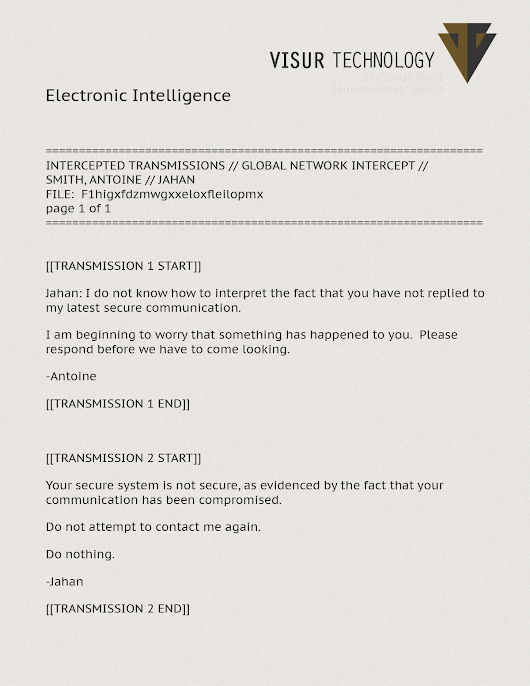 VISUR TECHNOLOGY
Electronic Intelligence
==================================================================
INTERCEPTED TRANSMISSIONS // GLOBAL NETWORK INTERCEPT //
SMITH, ANTOINE // JAHAN
FILE: F1higxfdzmwgxxeloxfleilopmx
page 1 of 1
==================================================================
[[TRANSMISSION 1 START]]
Jahan: I do not know how to interpret the fact that you have not replied to
my latest secure communication.
I am beginning to worry that something has happened to you. Please
respond before we have to come looking.
-Antoine
[[TRANSMISSION 1 END]]
[[TRANSMISSION 2 START]]
Your secure system is not secure, as evidenced by the fact that your
communication has been compromised.
Do not attempt to contact me again.
Do nothing.
-Jahan
[[TRANSMISSION 2 END]]